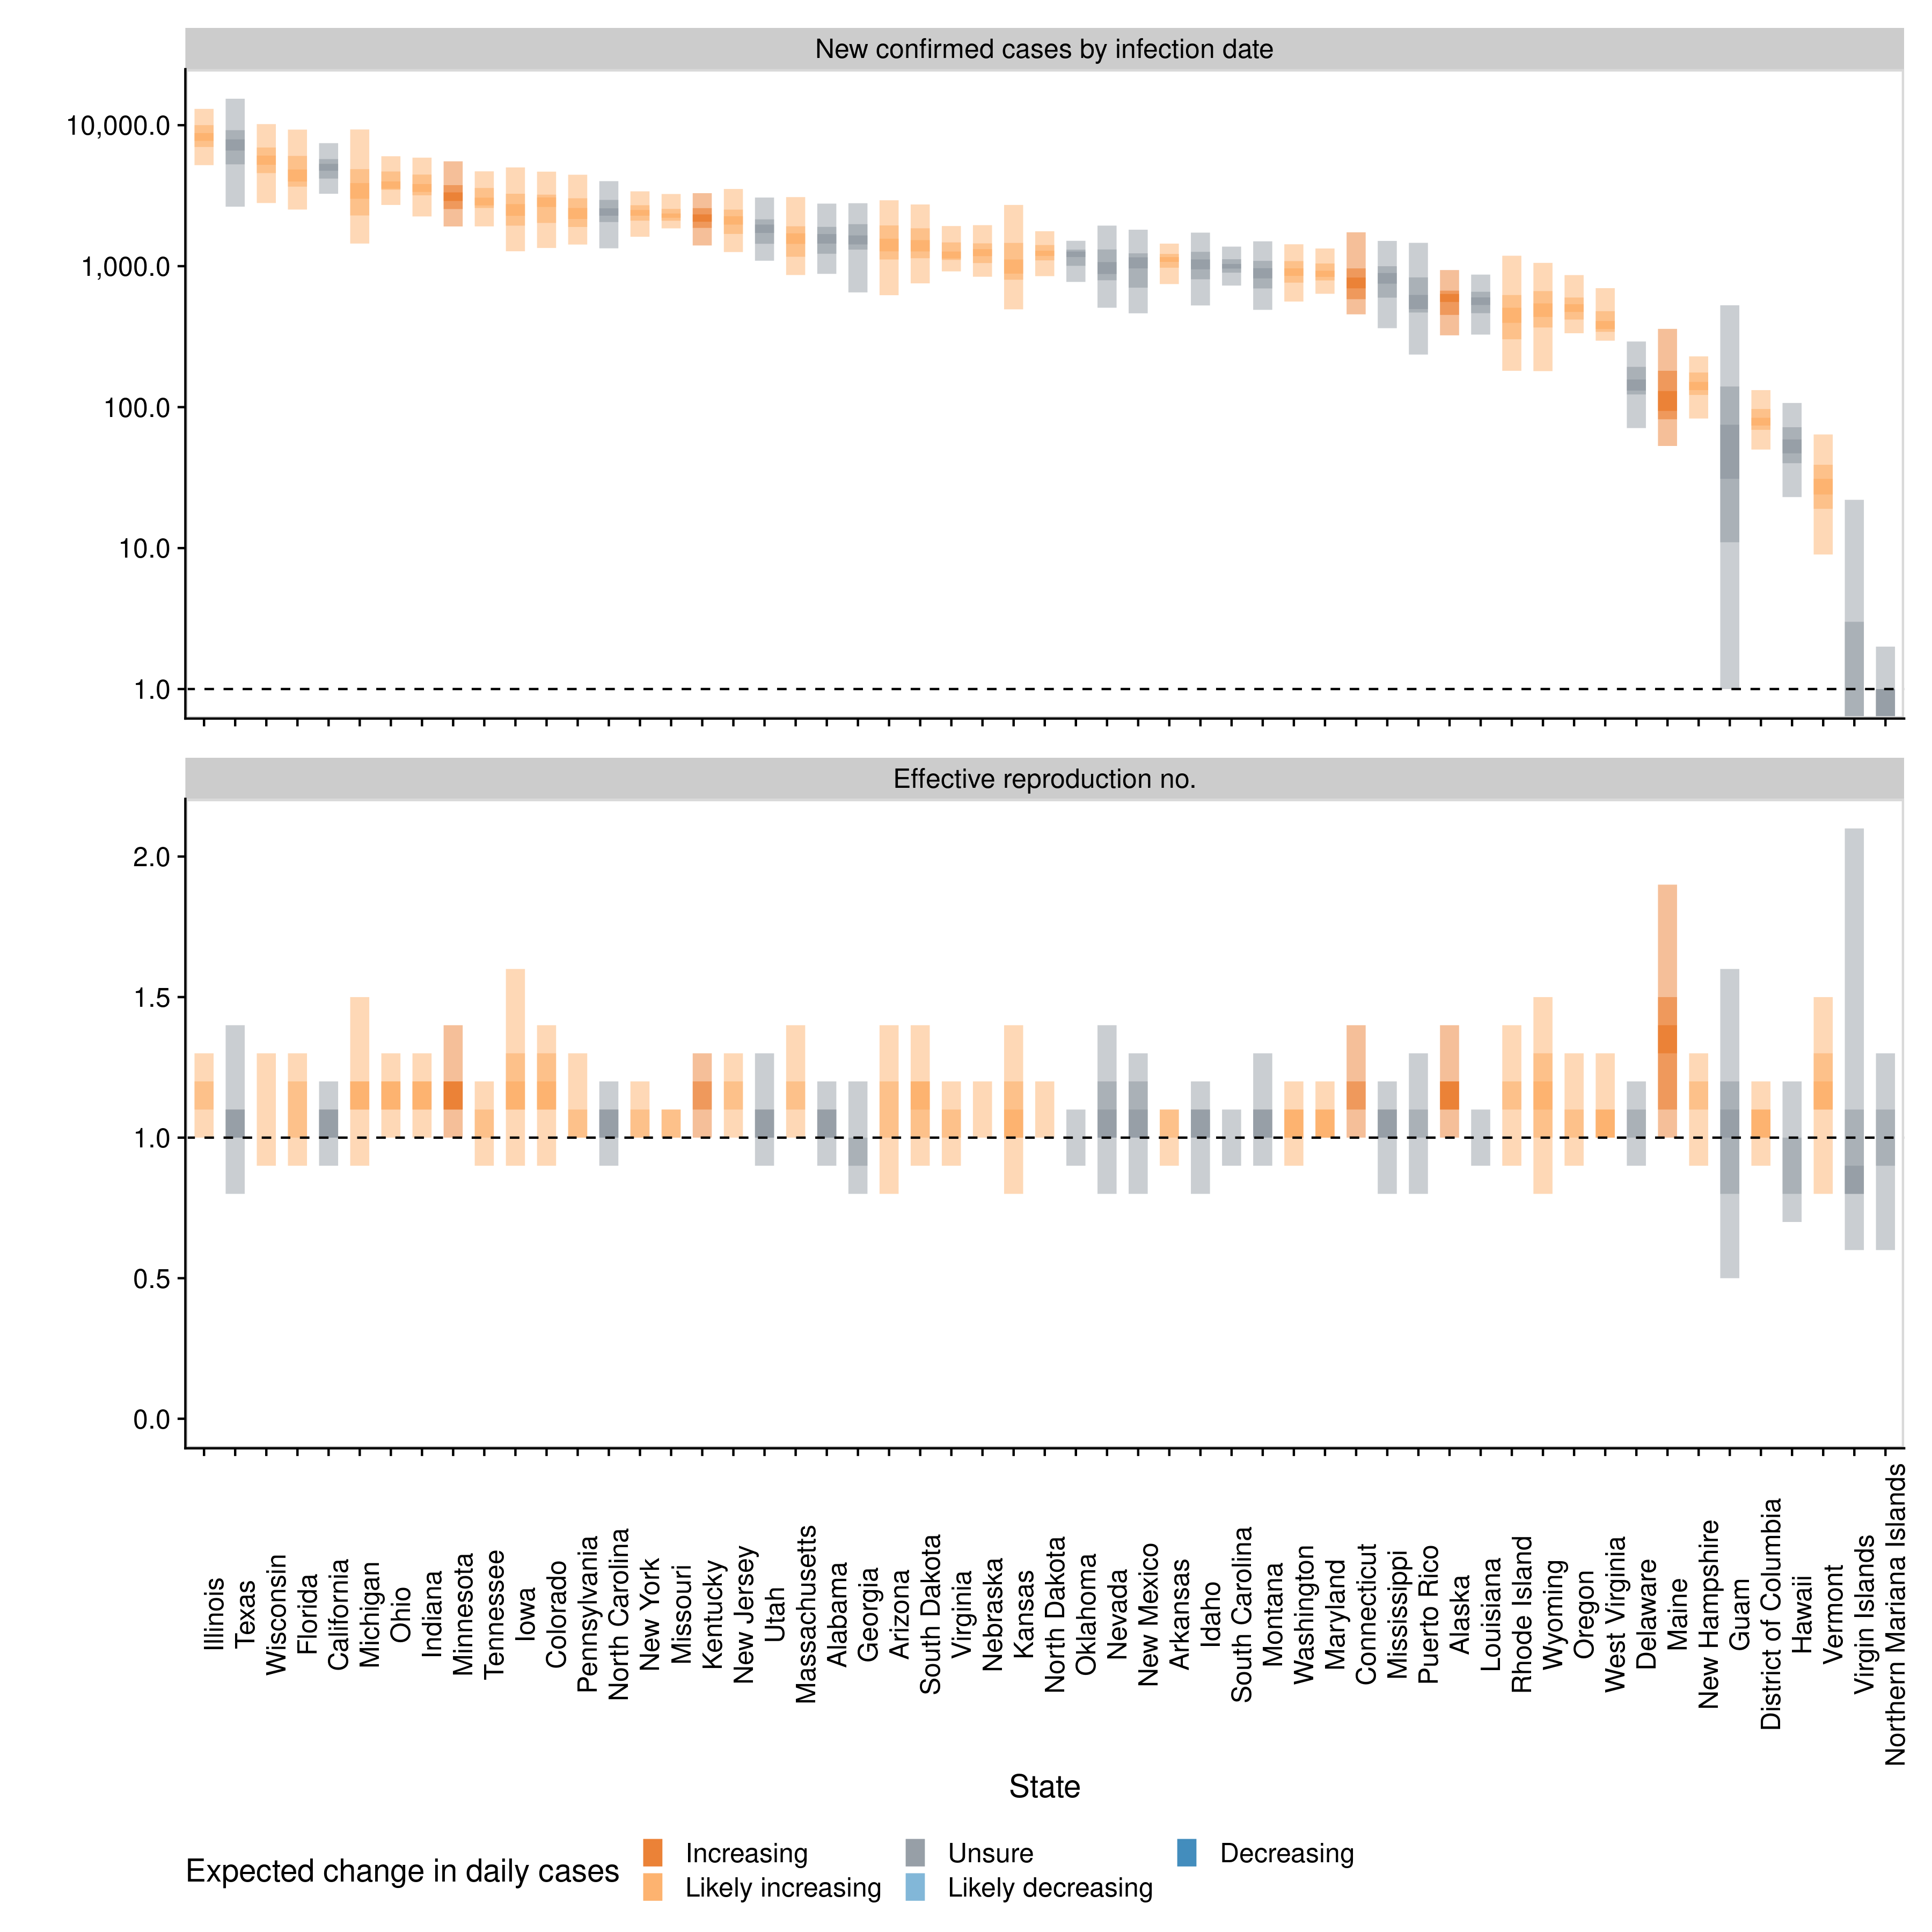 New confirmed cases by infection date
10,000.0
1,000.0
100.0
10.0
1.0
Effective reproduction no.
2.0
1.5
1.0
0.5
0.0
Illinois
Texas
Wisconsin
Florida
California
Michigan
Ohio
Indiana
Minnesota
Tennessee
Iowa
Colorado
Pennsylvania
North Carolina
New York
Missouri
Kentucky
New Jersey
Utah
Massachusetts
Alabama
Georgia
Arizona
South Dakota
Virginia
Nebraska
Kansas
North Dakota
Oklahoma
Nevada
New Mexico
Arkansas
Idaho
South Carolina
Montana
Washington
Maryland
Connecticut
Mississippi
Puerto Rico
Alaska
Louisiana
Rhode Island
Wyoming
Oregon
West Virginia
Delaware
Maine
New Hampshire
Guam
District of Columbia
Hawaii
Vermont
Virgin Islands
Northern Mariana Islands
State
Expected change in daily cases
Increasing
Unsure
Decreasing
Likely increasing
Likely decreasing